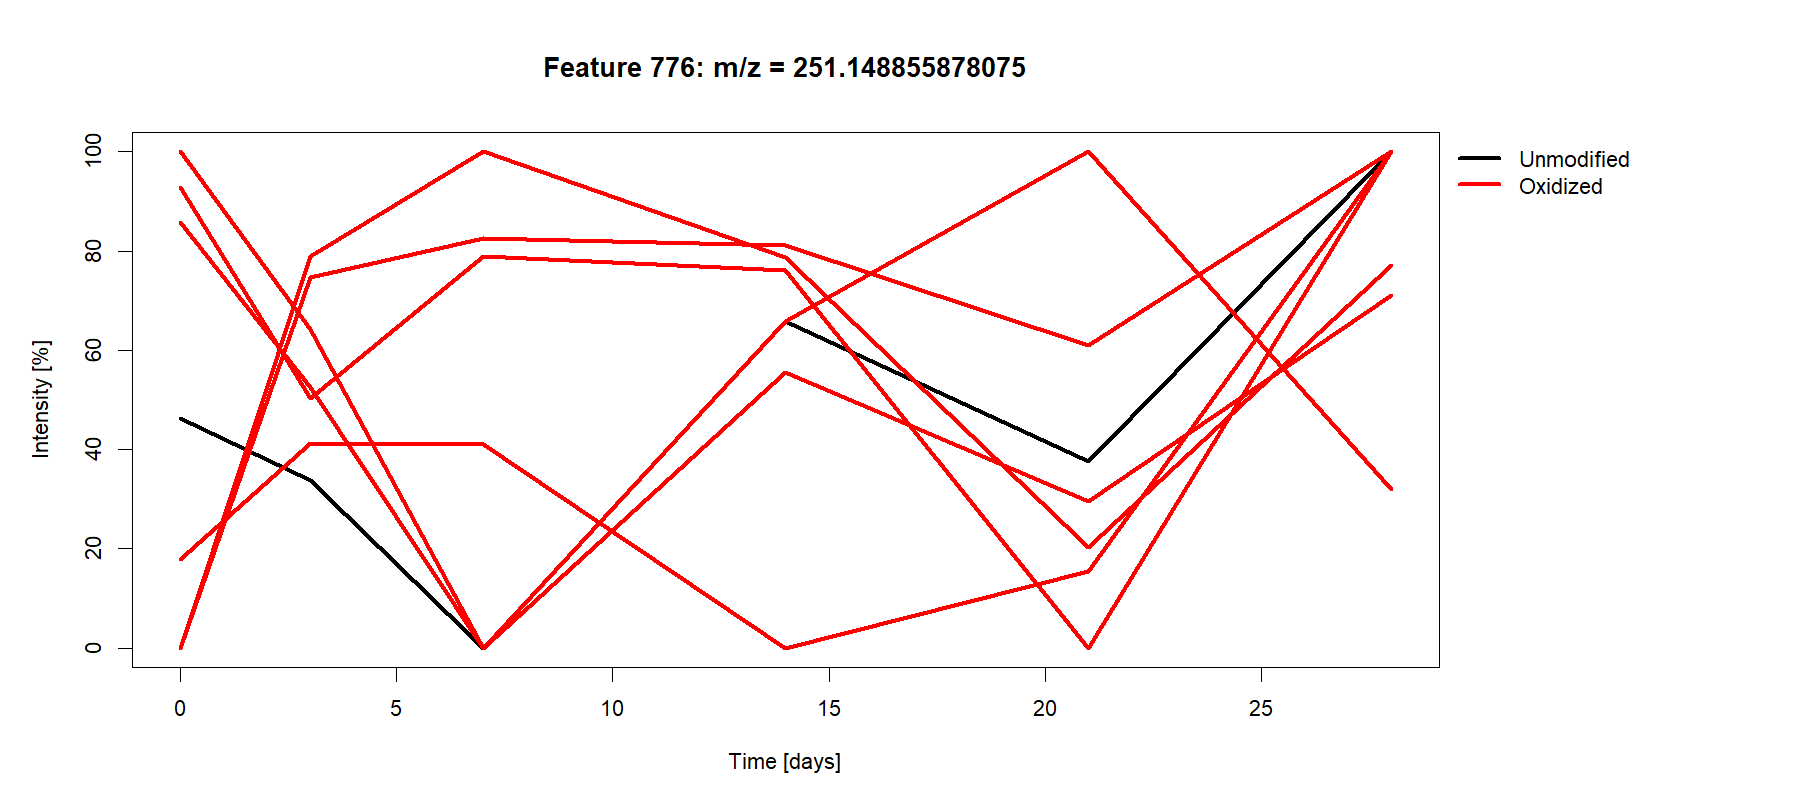 Feature 776: m/z = 251.148855878075
Unmodified
Oxidized
Intensity [%]
100
80
60
40
20
0
0 5 10 15 20 25
Time [days]